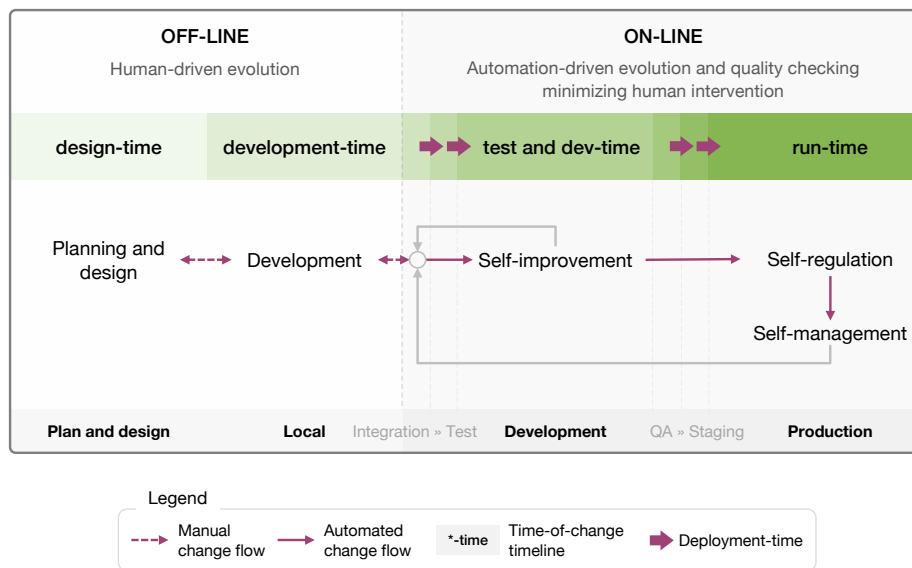 OFF-LINE
Human-driven evolution
ON-LINE
Automation-driven evolution and quality checking
minimizing human intervention
design-time
development-time
test and dev-time
run-time
Planning and
design
Development
Self-improvement
Self-regulation
Self-management
Plan and design
Local
Integration » Test
Development
QA » Staging
Production
Legend
Manual
change flow
Automated
change flow
*-time
Time-of-change
timeline
Deployment-time